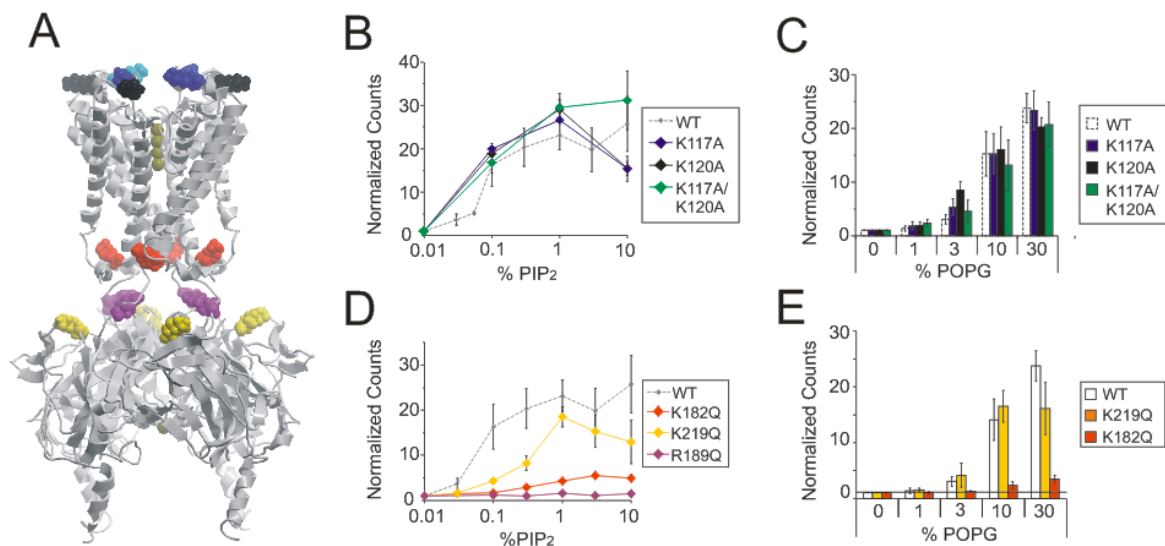 A
B
Normalized Counts
40
30
20
10
0
0.01
0.1
1
10
% PIP2
WT
K117A
K120A
K117A/
K120A
C
Normalized Counts
30
20
10
0
0
1
3
10
30
% POPG
WT
K117A
K120A
K117A/
K120A
D
Normalized Counts
30
20
10
0
0.01
0.1
1
10
%PIP2
WT
K182Q
K219Q
R189Q
E
Normalized Counts
30
20
10
0
0
1
3
10
30
% POPG
WT
K219Q
K182Q